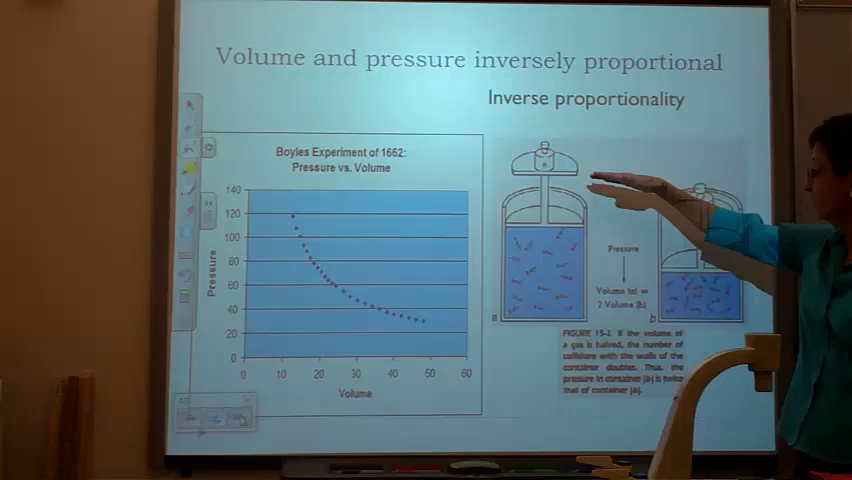 Volume and pressure inversely proportional
Inverse proportionality
Boyles Experiment of 1662:
Pressure vs. Volume
140
120
100
80
60
40
20
0
Pressure
0 10 20 30 40 50 60
Volume
Pressure
Volume (a) =
2 Volume (b)
a
b
FIGURE 15-2. If the volume of
a gas is halved, the number of
collisions with the walls of the
container doubles. Thus, the
pressure in container (b) is twice
that of container (a).